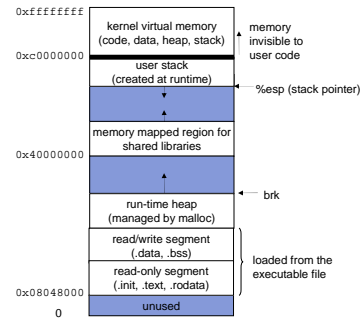 0xffffffff
kernel virtual memory
(code, data, heap, stack)
memory
invisible to
user code
0xc0000000
user stack
(created at runtime)
%esp (stack pointer)
memory mapped region for
shared libraries
0x40000000
brk
run-time heap
(managed by malloc)
read/write segment
(.data, .bss)
loaded from the
executable file
read-only segment
(.init, .text, .rodata)
0x08048000
unused
0